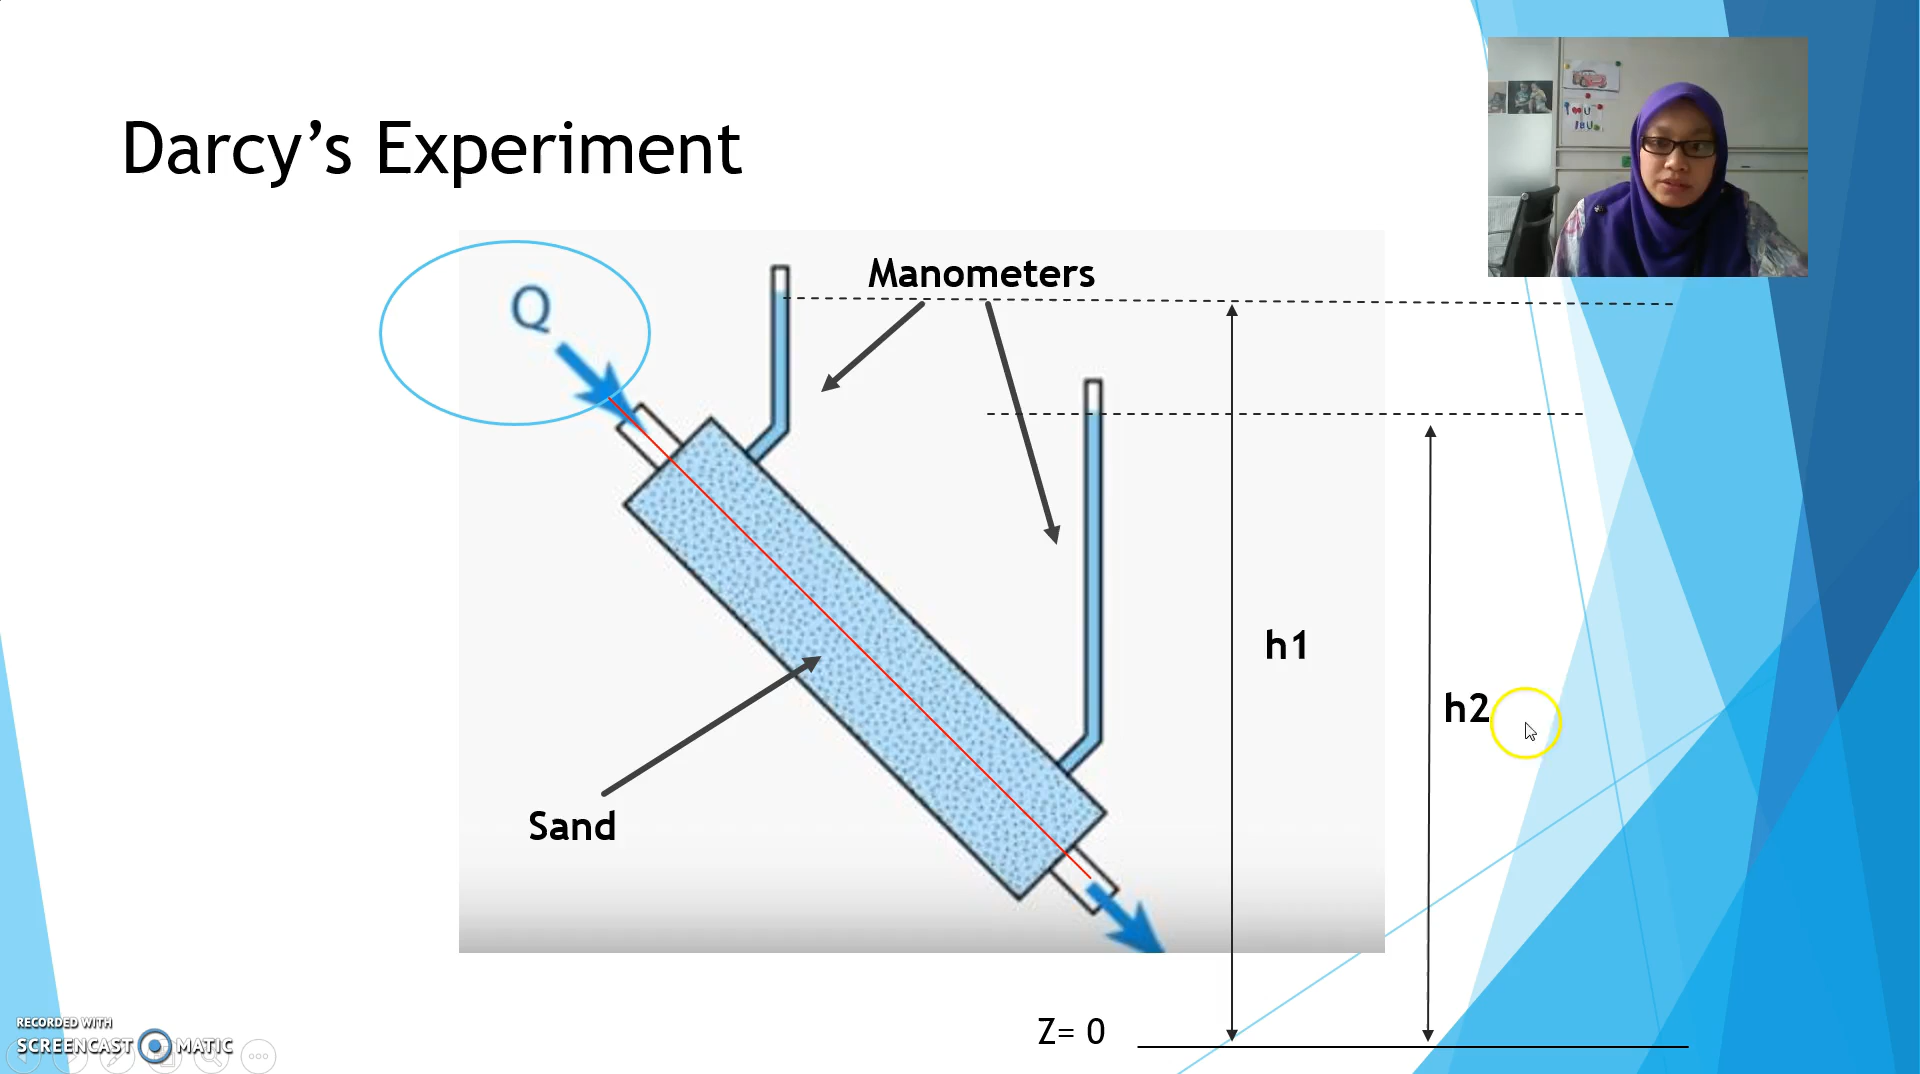 Darcy's Experiment
Q
Manometers
h1
h2
Sand
Z= 0
RECORDED WITH
SCREENCAST MATIC